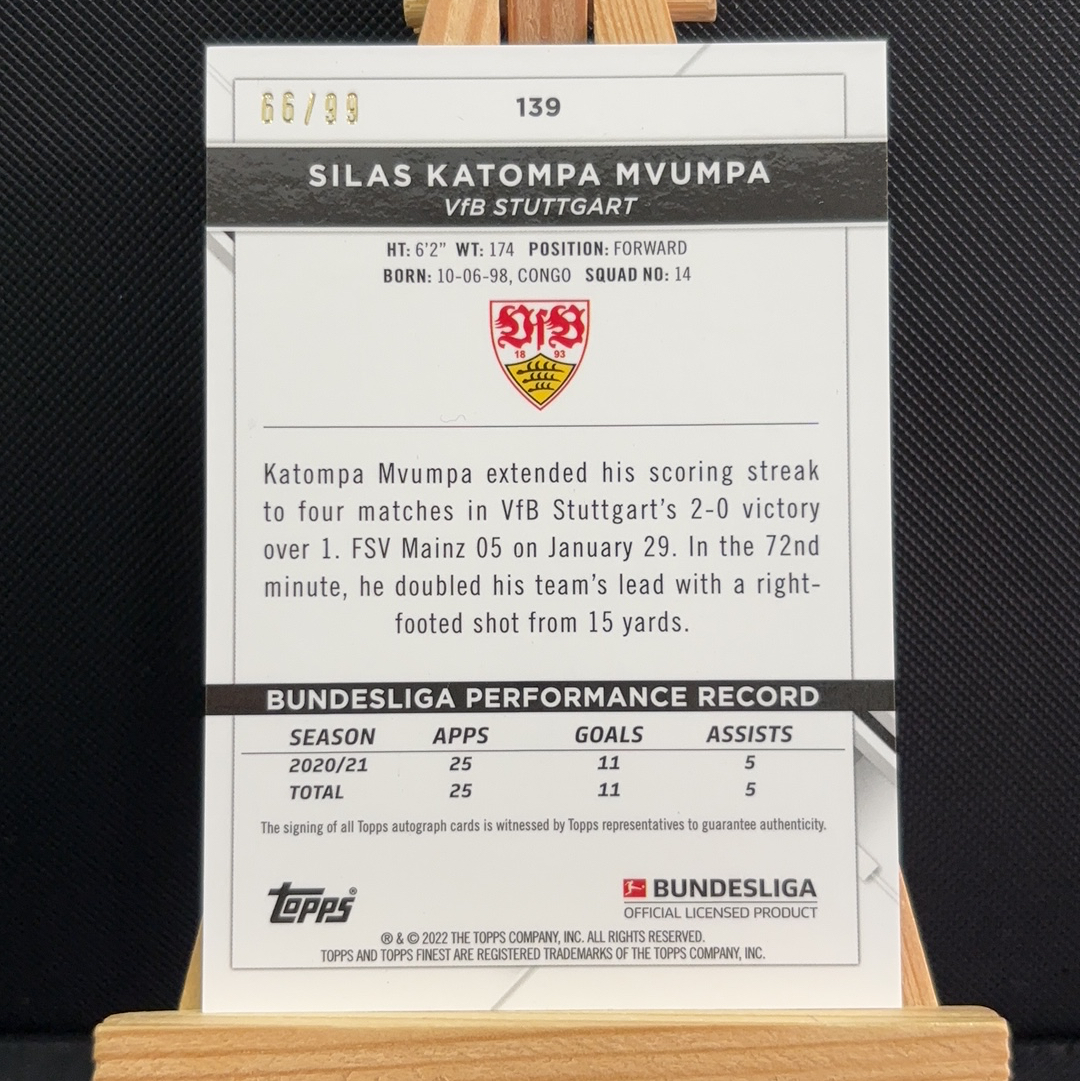 66/99
139
SILAS KATOMPA MVUMPA
VfB STUTTGART
HT: 6'2" WT: 174 POSITION: FORWARD
BORN: 10-06-98, CONGO SQUAD NO: 14
VfB
18 93
Katompa Mvumpa extended his scoring streak
to four matches in VfB Stuttgart's 2-0 victory
over 1. FSV Mainz 05 on January 29. In the 72nd
minute, he doubled his team's lead with a right-
footed shot from 15 yards.
BUNDESLIGA PERFORMANCE RECORD
SEASON APPS GOALS ASSISTS
2020/21 25 11 5
TOTAL 25 11 5
The signing of all Topps autograph cards is witnessed by Topps representatives to guarantee authenticity.
Topps®
BUNDESLIGA
OFFICIAL LICENSED PRODUCT
® & © 2022 THE TOPPS COMPANY, INC. ALL RIGHTS RESERVED.
TOPPS AND TOPPS FINEST ARE REGISTERED TRADEMARKS OF THE TOPPS COMPANY, INC.